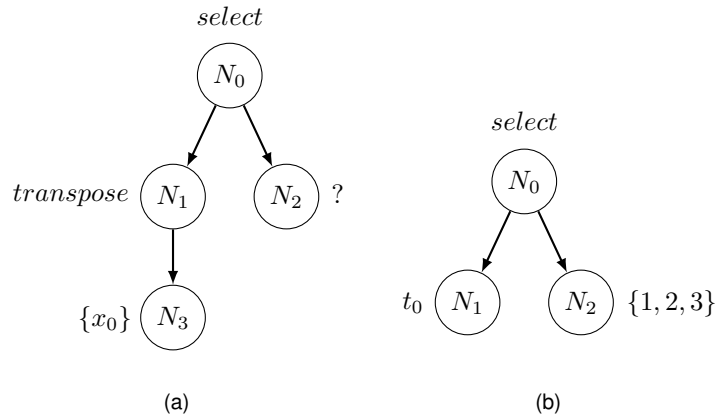 select
N₀
transpose N₁ N₂ ?
{x₀} N₃
(a)
select
N₀
t₀ N₁ N₂ {1, 2, 3}
(b)